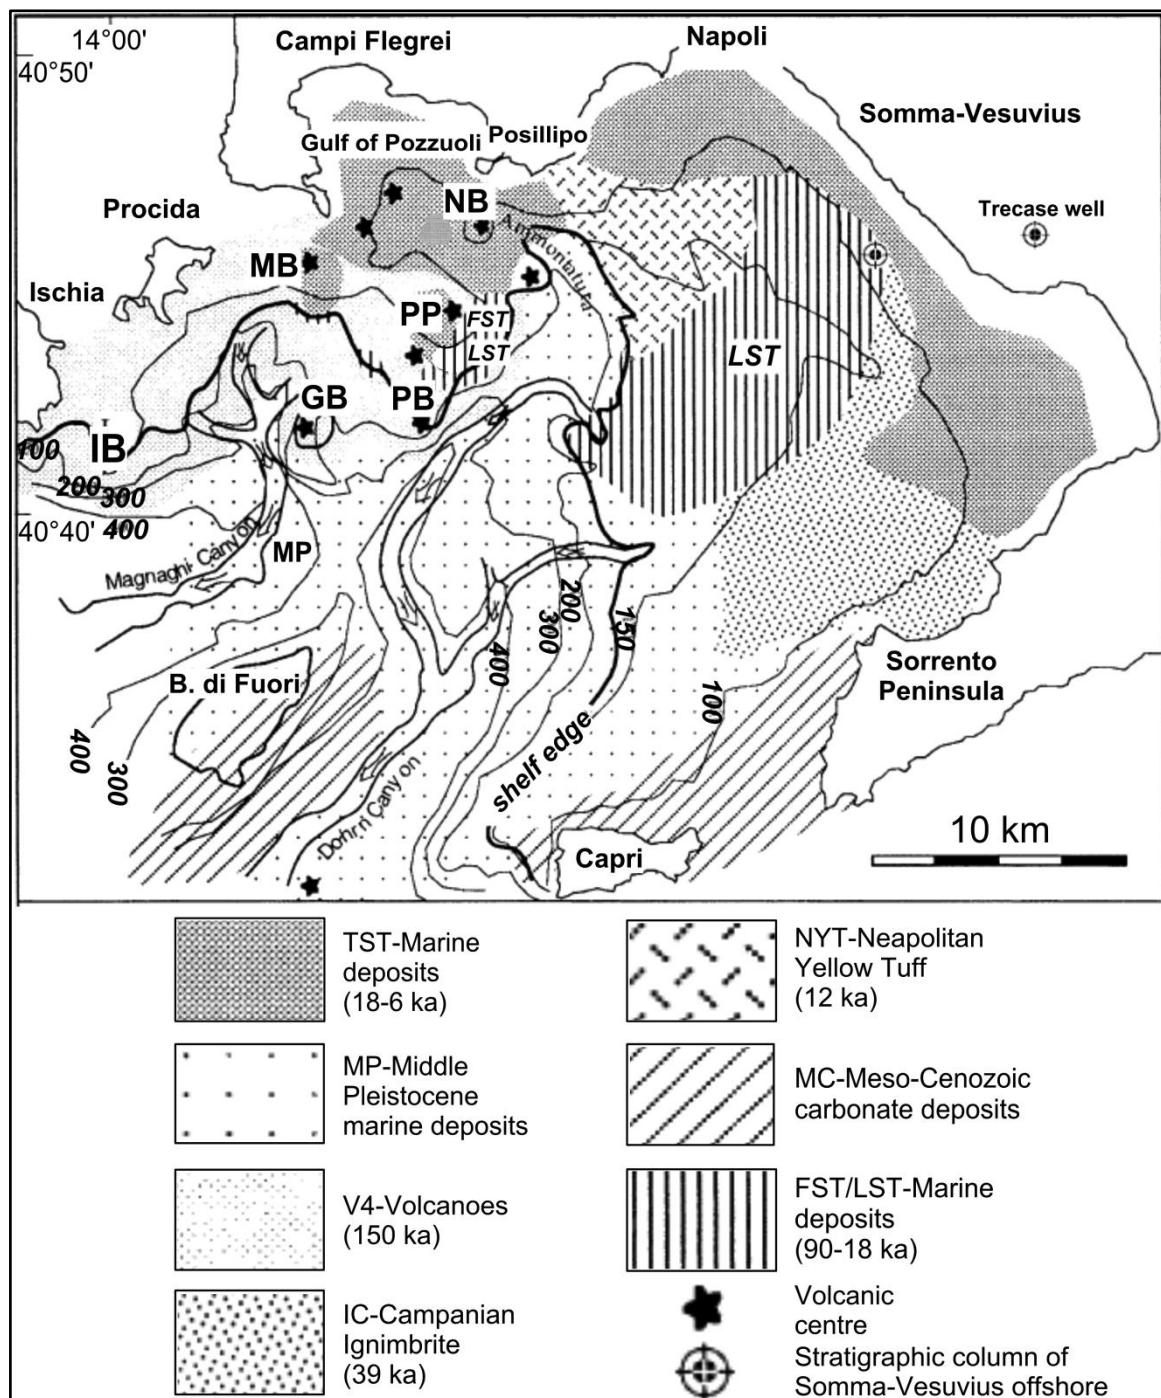 14°00'
40°50'
Campi Flegrei
Napoli
Somma-Vesuvius
Gulf of Pozzuoli
Posillipo
Procida
Trecase well
NB
Ammontatura
MB
Ischia
PP
FST
LST
LST
GB
PB
IB
100
200
300
400
40°40'
Magnaghi Canyon
MP
200
300
150
400
B. di Fuori
Sorrento
Peninsula
100
400
300
shelf edge
Dohrn Canyon
10 km
Capri
TST-Marine
deposits
(18-6 ka)
MP-Middle
Pleistocene
marine deposits
V4-Volcanoes
(150 ka)
IC-Campanian
Ignimbrite
(39 ka)
NYT-Neapolitan
Yellow Tuff
(12 ka)
MC-Meso-Cenozoic
carbonate deposits
FST/LST-Marine
deposits
(90-18 ka)
Volcanic
centre
Stratigraphic column of
Somma-Vesuvius offshore